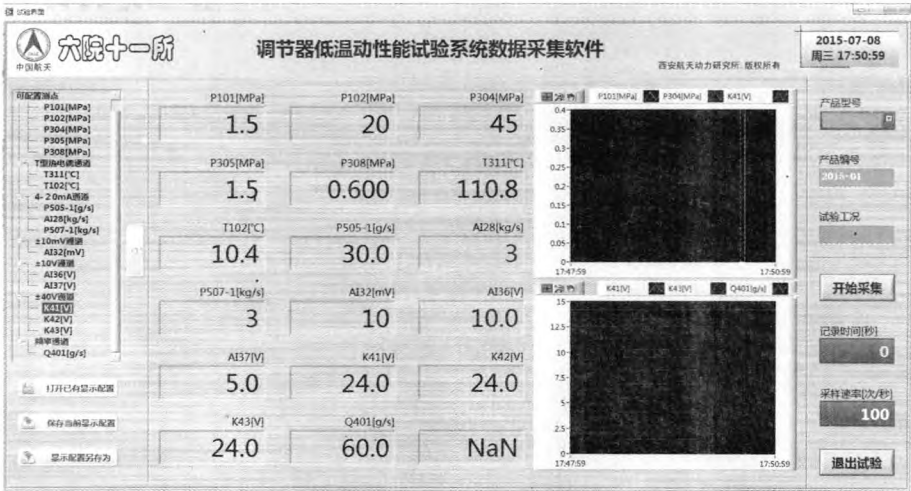 试验界面
中国航天
六院十一所
调节器低温动性能试验系统数据采集软件
西安航天动力研究所 版权所有
2015-07-08
周三 17:50:59
可配置测点
P101[MPa]
P102[MPa]
P304[MPa]
P305[MPa]
P308[MPa]
T型热电偶通道
T311[℃]
T102[℃]
4-20mA通道
P505-1[g/s]
AI28[kg/s]
P507-1[kg/s]
±10mV通道
AI32[mV]
±10V通道
AI36[V]
AI37[V]
±40V通道
K41[V]
K42[V]
K43[V]
频率通道
Q401[g/s]
打开已有显示配置
保存当前显示配置
显示配置另存为
P101[MPa] P102[MPa] P304[MPa]
1.5 20 45
P305[MPa] P308[MPa] T311[℃]
1.5 0.600 110.8
T102[℃] P505-1[g/s] AI28[kg/s]
10.4 30.0 3
P507-1[kg/s] AI32[mV] AI36[V]
3 10 10.0
AI37[V] K41[V] K42[V]
5.0 24.0 24.0
K43[V] Q401[g/s]
24.0 60.0 NaN
P101[MPa] P304[MPa] K41[V]
0.4
0.35
0.3
0.25
0.2
0.15
0.1
0.05
0
17:47:59 17:50:59
K41[V] K43[V] Q401[g/s]
15
12.5
10
7.5
5
2.5
0
17:47:59 17:50:59
产品型号
产品编号
2015-01
试验工况
开始采集
记录时间[秒]
0
采样速率[次/秒]
100
退出试验